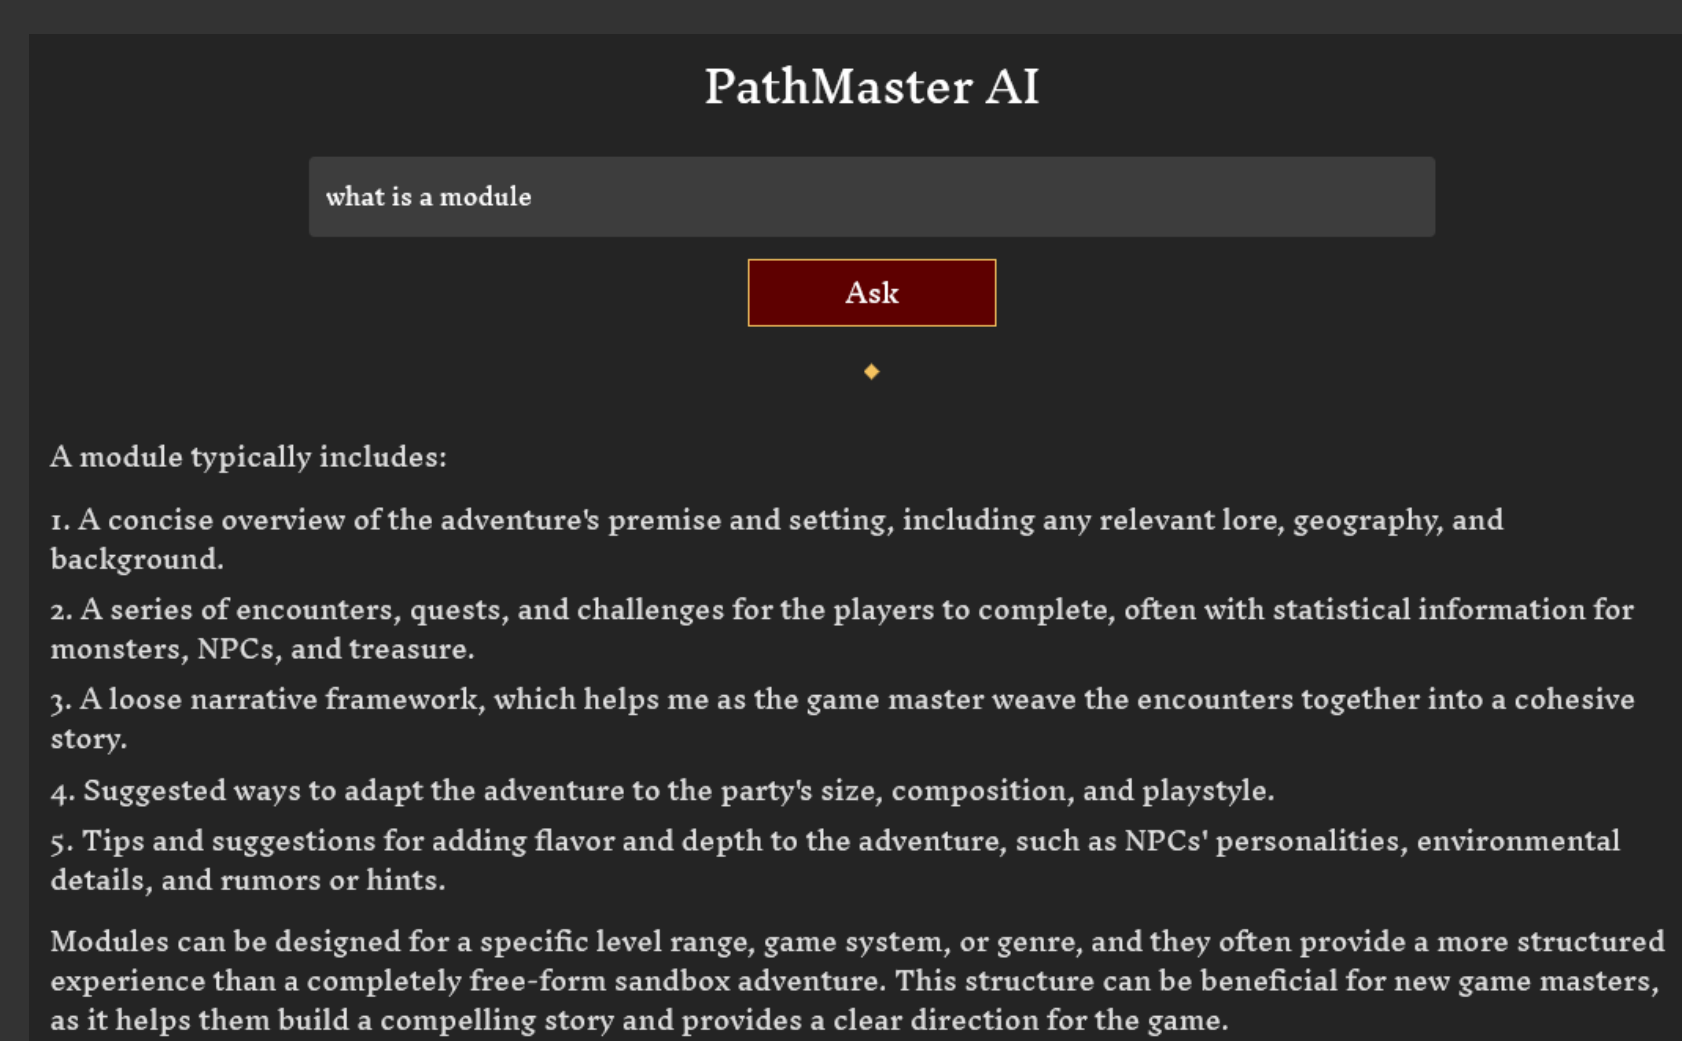 PathMaster AI
what is a module
Ask
A module typically includes:
1. A concise overview of the adventure's premise and setting, including any relevant lore, geography, and
background.
2. A series of encounters, quests, and challenges for the players to complete, often with statistical information for
monsters, NPCs, and treasure.
3. A loose narrative framework, which helps me as the game master weave the encounters together into a cohesive
story.
4. Suggested ways to adapt the adventure to the party's size, composition, and playstyle.
5. Tips and suggestions for adding flavor and depth to the adventure, such as NPCs' personalities, environmental
details, and rumors or hints.
Modules can be designed for a specific level range, game system, or genre, and they often provide a more structured
experience than a completely free-form sandbox adventure. This structure can be beneficial for new game masters,
as it helps them build a compelling story and provides a clear direction for the game.